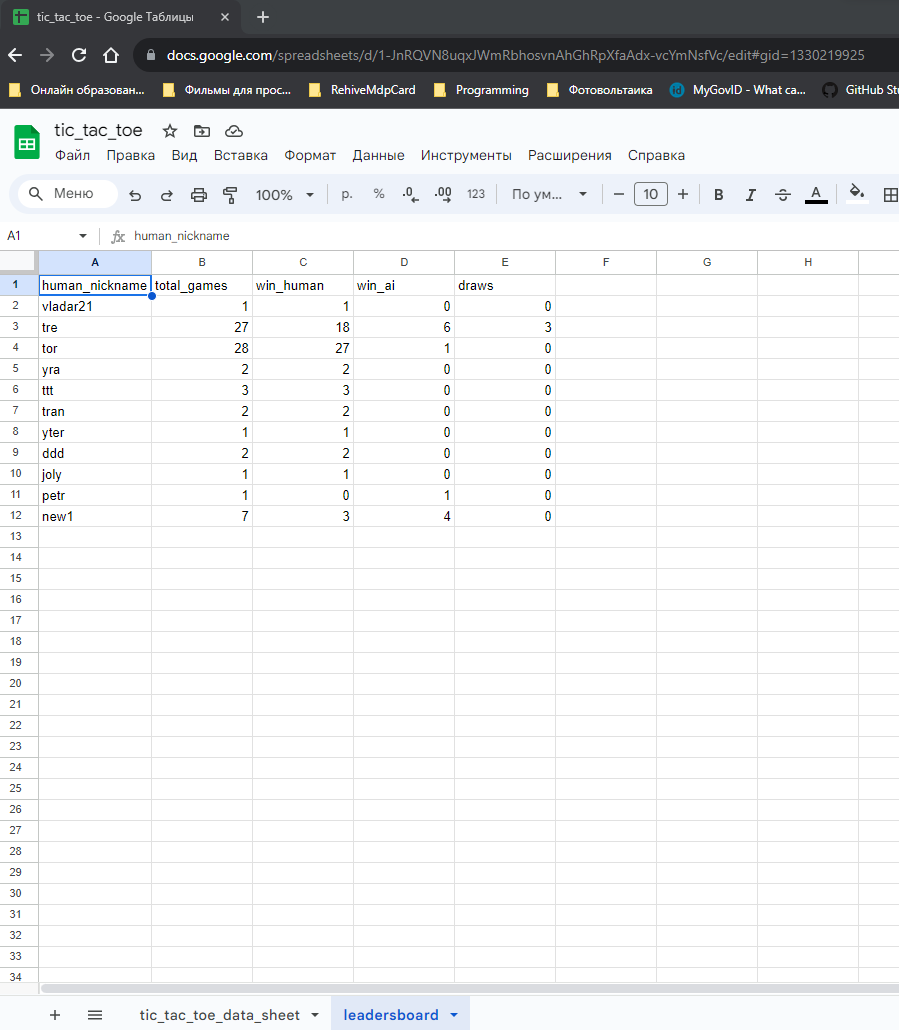 tic_tac_toe - Google Таблицы
docs.google.com/spreadsheets/d/1-JnRQVN8uqxJWmRbhosvnAhGhRpXfaAdx-vcYmNsfVc/edit#gid=1330219925
Онлайн образован... Фильмы для прос... RehiveMdpCard Programming Фотовольтаика MyGovID - What ca... GitHub Stu
tic_tac_toe
Файл Правка Вид Вставка Формат Данные Инструменты Расширения Справка
Меню 100% р. % .0 .00 123 По ум... − 10 + B I A
A1 fx human_nickname
A B C D E F G H
1 human_nickname total_games win_human win_ai draws
2 vladar21 1 1 0 0
3 tre 27 18 6 3
4 tor 28 27 1 0
5 yra 2 2 0 0
6 ttt 3 3 0 0
7 tran 2 2 0 0
8 yter 1 1 0 0
9 ddd 2 2 0 0
10 joly 1 1 0 0
11 petr 1 0 1 0
12 new1 7 3 4 0
13
14
15
16
17
18
19
20
21
22
23
24
25
26
27
28
29
30
31
32
33
34
tic_tac_toe_data_sheet leadersboard